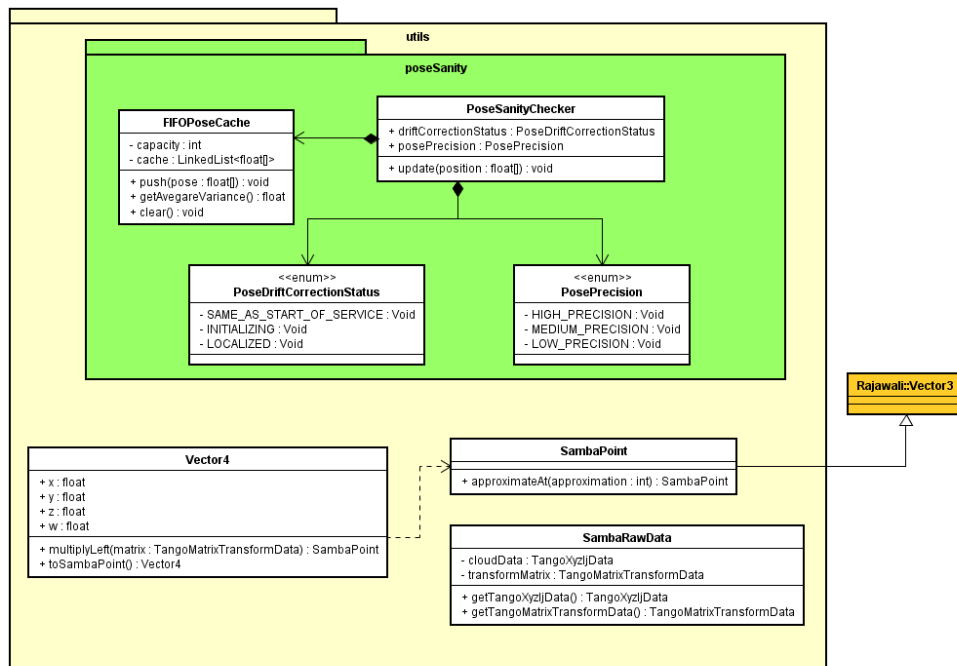 utils
poseSanity
FIFOPoseCache
- capacity : int
- cache : LinkedList<float[]>
+ push(pose : float[]) : void
+ getAvegareVariance() : float
+ clear() : void
PoseSanityChecker
+ driftCorrectionStatus : PoseDriftCorrectionStatus
+ posePrecision : PosePrecision
+ update(position : float[]) : void
<<enum>>
PoseDriftCorrectionStatus
- SAME_AS_START_OF_SERVICE : Void
- INITIALIZING : Void
- LOCALIZED : Void
<<enum>>
PosePrecision
- HIGH_PRECISION : Void
- MEDIUM_PRECISION : Void
- LOW_PRECISION : Void
Rajawali::Vector3
Vector4
+ x : float
+ y : float
+ z : float
+ w : float
+ multiplyLeft(matrix : TangoMatrixTransformData) : SambaPoint
+ toSambaPoint() : Vector4
SambaPoint
+ approximateAt(approximation : int) : SambaPoint
SambaRawData
- cloudData : TangoXyzIjData
- transformMatrix : TangoMatrixTransformData
+ getTangoXyzIjData() : TangoXyzIjData
+ getTangoMatrixTransformData() : TangoMatrixTransformData